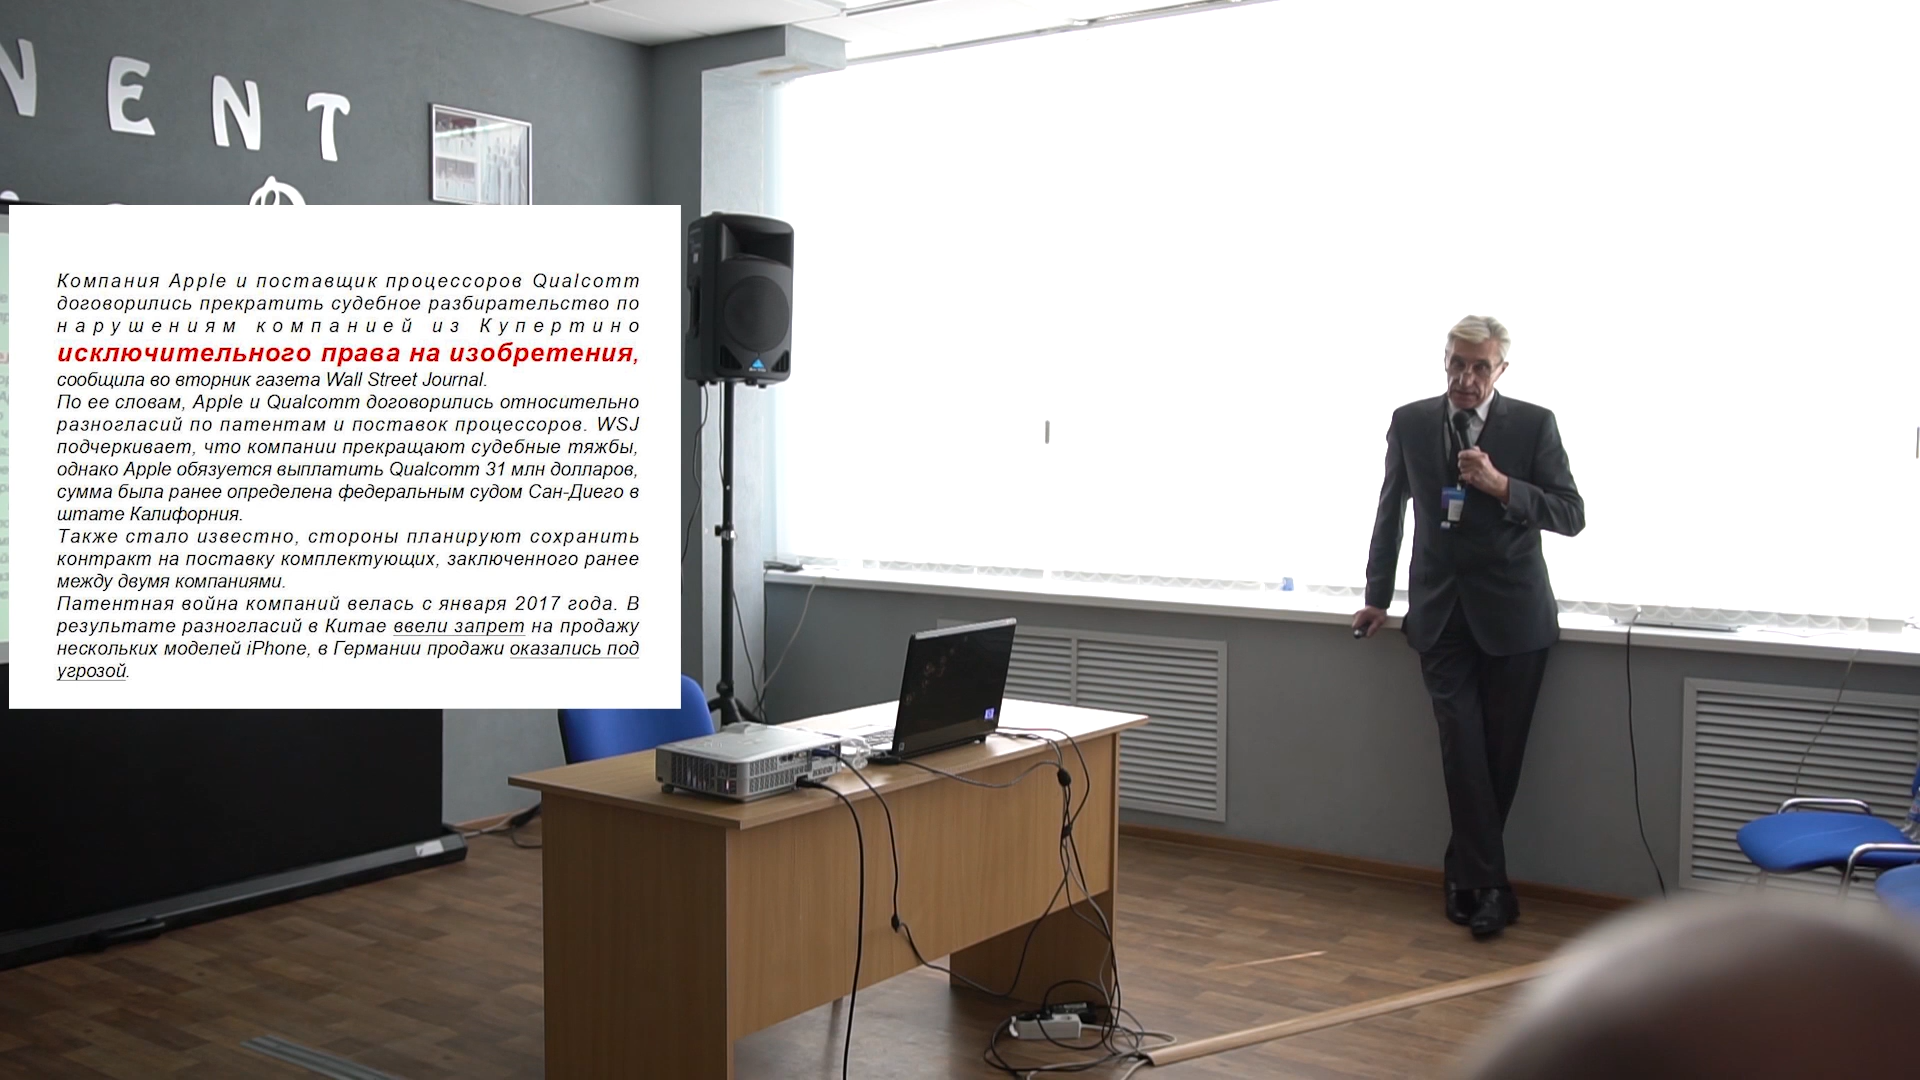 NENT
Компания Apple и поставщик процессоров Qualcomm
договорились прекратить судебное разбирательство по
нарушениям компанией из Купертино
исключительного права на изобретения,
сообщила во вторник газета Wall Street Journal.
По ее словам, Apple и Qualcomm договорились относительно
разногласий по патентам и поставок процессоров. WSJ
подчеркивает, что компании прекращают судебные тяжбы,
однако Apple обязуется выплатить Qualcomm 31 млн долларов,
сумма была ранее определена федеральным судом Сан-Диего в
штате Калифорния.
Также стало известно, стороны планируют сохранить
контракт на поставку комплектующих, заключенного ранее
между двумя компаниями.
Патентная война компаний велась с января 2017 года. В
результате разногласий в Китае ввели запрет на продажу
нескольких моделей iPhone, в Германии продажи оказались под
угрозой.